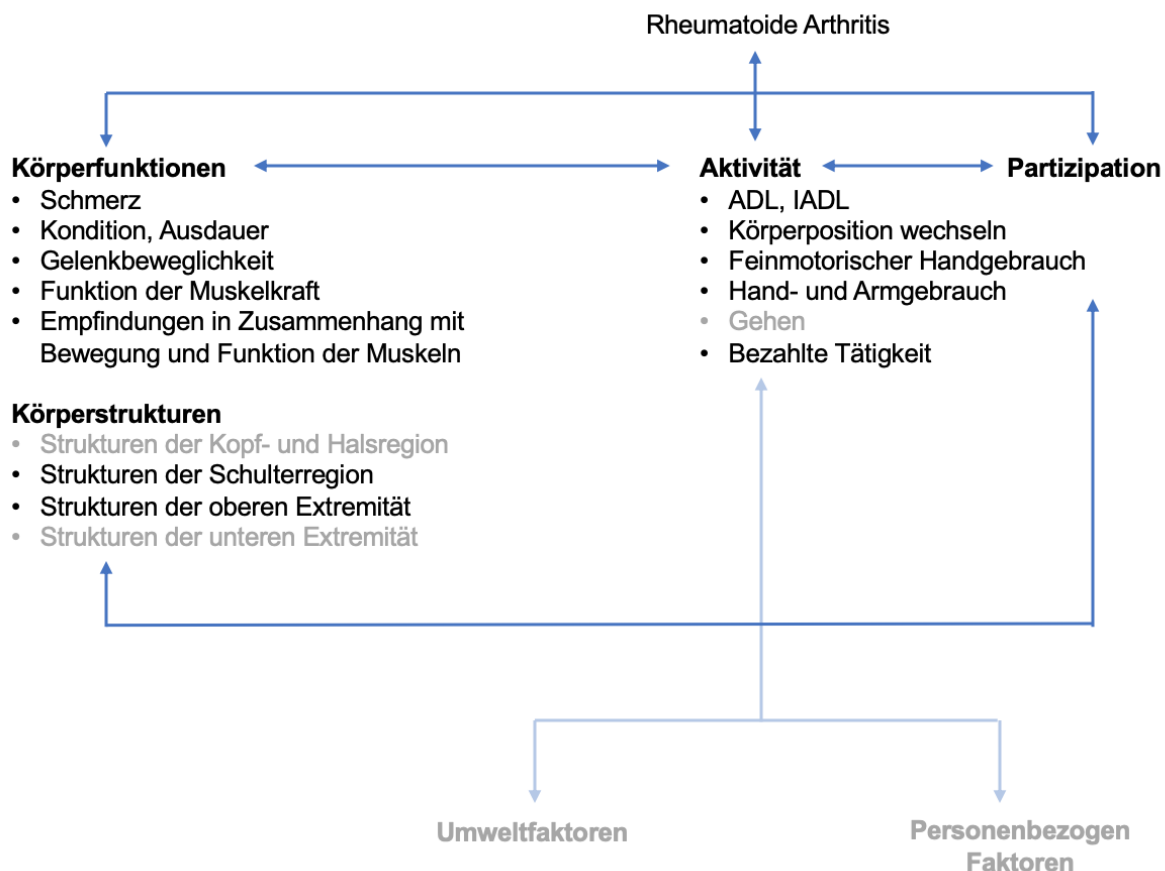 Rheumatoide Arthritis
Körperfunktionen
• Schmerz
• Kondition, Ausdauer
• Gelenkbeweglichkeit
• Funktion der Muskelkraft
• Empfindungen in Zusammenhang mit
Bewegung und Funktion der Muskeln
Körperstrukturen
• Strukturen der Kopf- und Halsregion
• Strukturen der Schulterregion
• Strukturen der oberen Extremität
• Strukturen der unteren Extremität
Aktivität
• ADL, IADL
• Körperposition wechseln
• Feinmotorischer Handgebrauch
• Hand- und Armgebrauch
• Gehen
• Bezahlte Tätigkeit
Partizipation
Umweltfaktoren
Personenbezogen
Faktoren